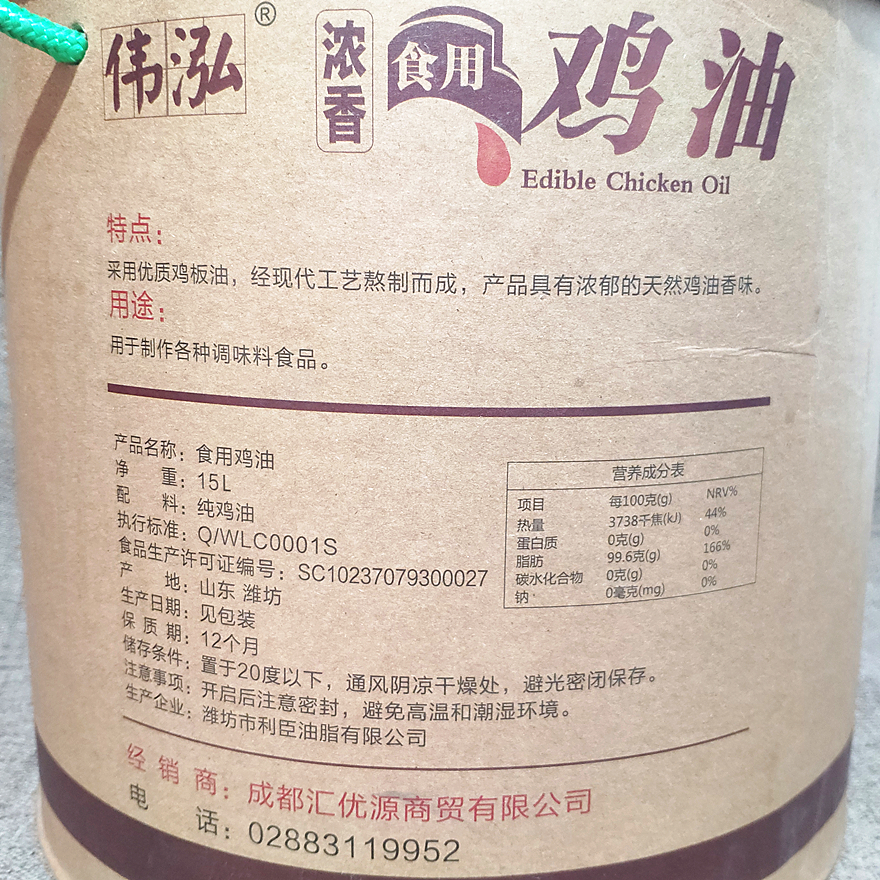 伟泓®
浓香 食用 鸡油
Edible Chicken Oil
特点：
采用优质鸡板油，经现代工艺熬制而成，产品具有浓郁的天然鸡油香味。
用途：
用于制作各种调味料食品。
产品名称：食用鸡油
净 重：15L
配 料：纯鸡油
执行标准：Q/WLC0001S
食品生产许可证编号：SC10237079300027
产 地：山东 潍坊
生产日期：见包装
保 质 期：12个月
储存条件：置于20度以下，通风阴凉干燥处，避光密闭保存。
注意事项：开启后注意密封，避免高温和潮湿环境。
生产企业：潍坊市利臣油脂有限公司
营养成分表
项目 每100克(g) NRV%
热量 3738千焦(kJ) 44%
蛋白质 0克(g) 0%
脂肪 99.6克(g) 166%
碳水化合物 0克(g) 0%
钠 0毫克(mg) 0%
经 销 商：成都汇优源商贸有限公司
电 话：02883119952